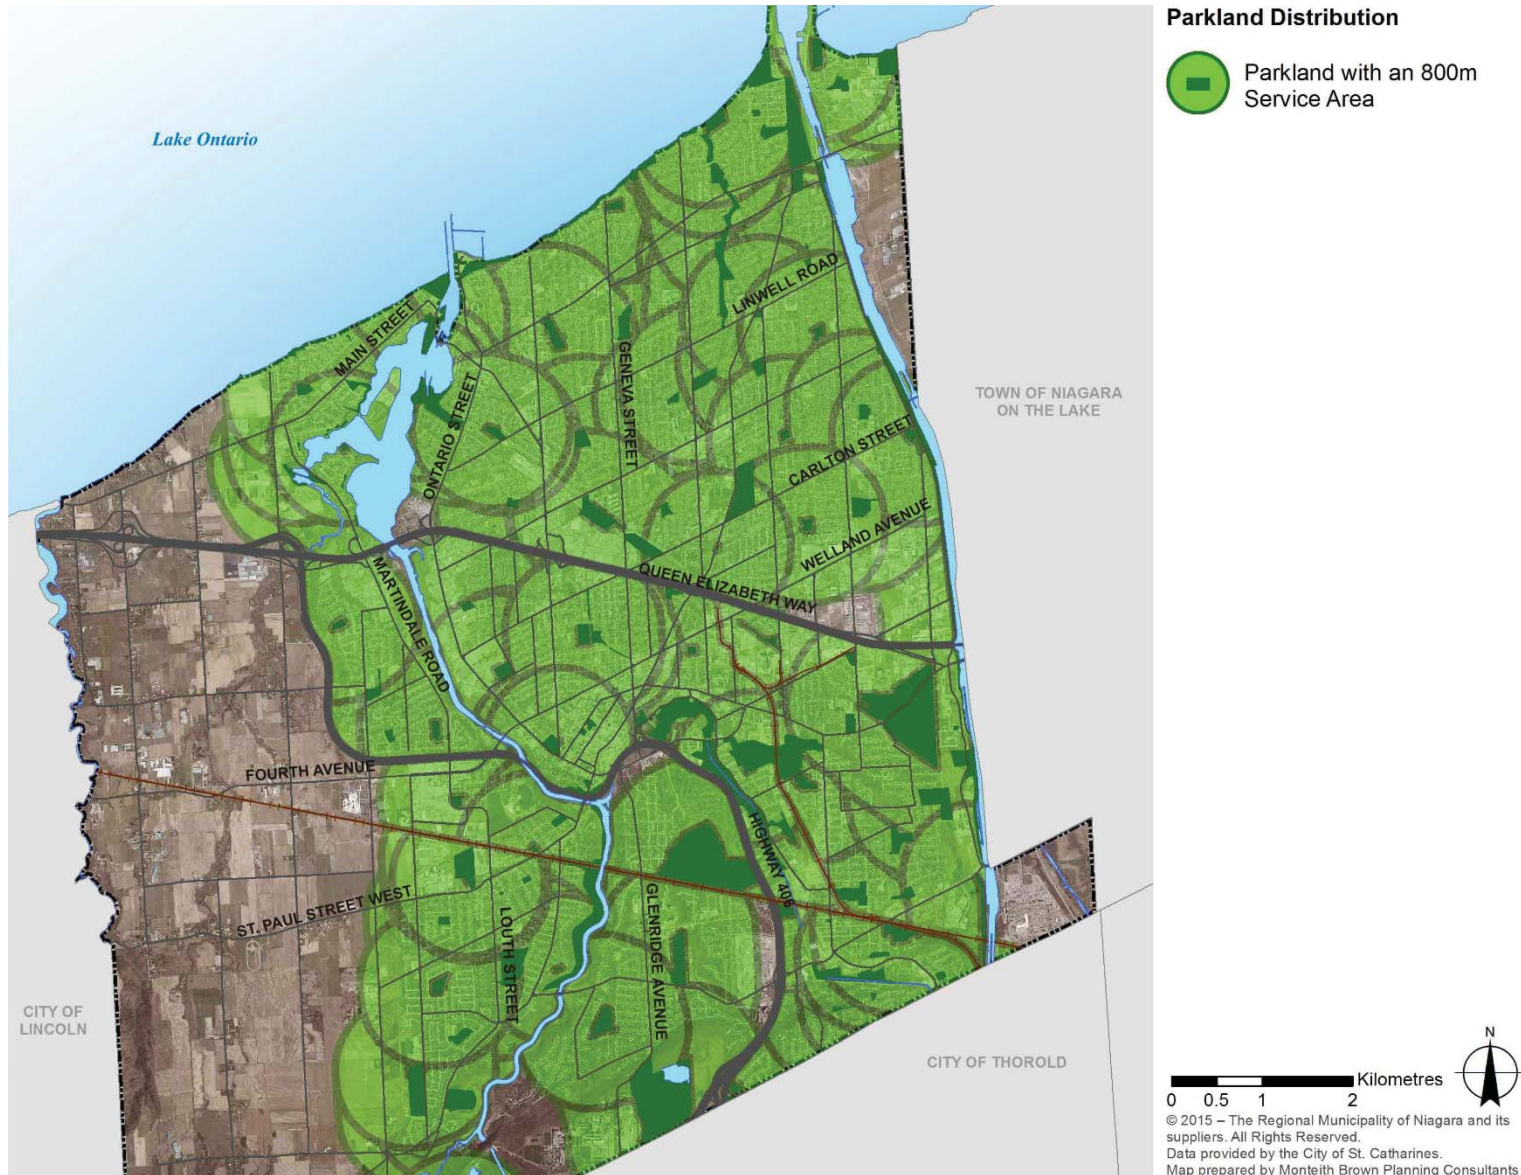 Parkland Distribution
Parkland with an 800m
Service Area
Lake Ontario
MAIN STREET
ONTARIO STREET
GENEVA STREET
LINWELL ROAD
CARLTON STREET
WELLAND AVENUE
QUEEN ELIZABETH WAY
MARTINDALE ROAD
FOURTH AVENUE
ST. PAUL STREET WEST
LOUTH STREET
GLENRIDGE AVENUE
HIGHWAY 406
TOWN OF NIAGARA
ON THE LAKE
CITY OF
LINCOLN
CITY OF THOROLD
N
Kilometres
0 0.5 1 2
© 2015 – The Regional Municipality of Niagara and its
suppliers. All Rights Reserved.
Data provided by the City of St. Catharines.
Map prepared by Monteith Brown Planning Consultants